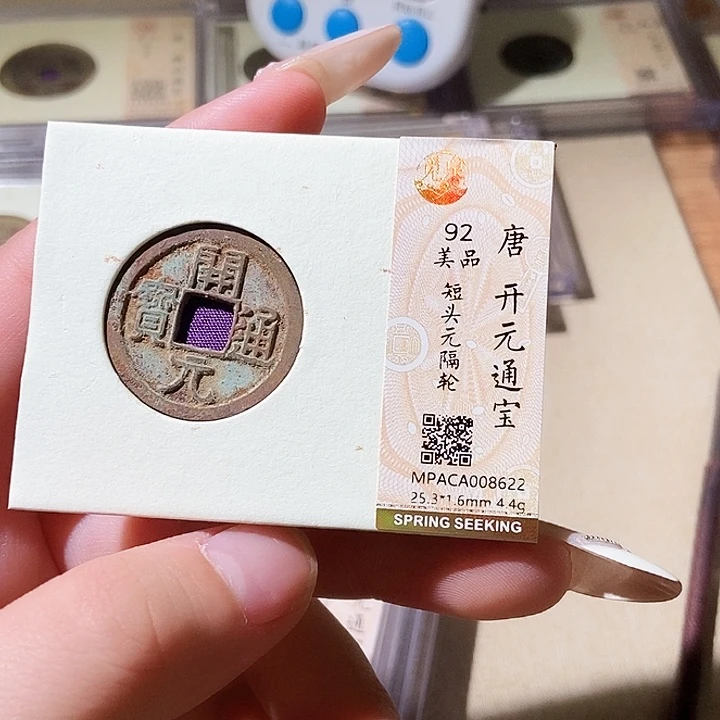 開
元
通
寶
唐 开元通宝
92
美品
短头元隔轮
MPACA008622
25.3*1.6mm 4.4g
SPRING SEEKING